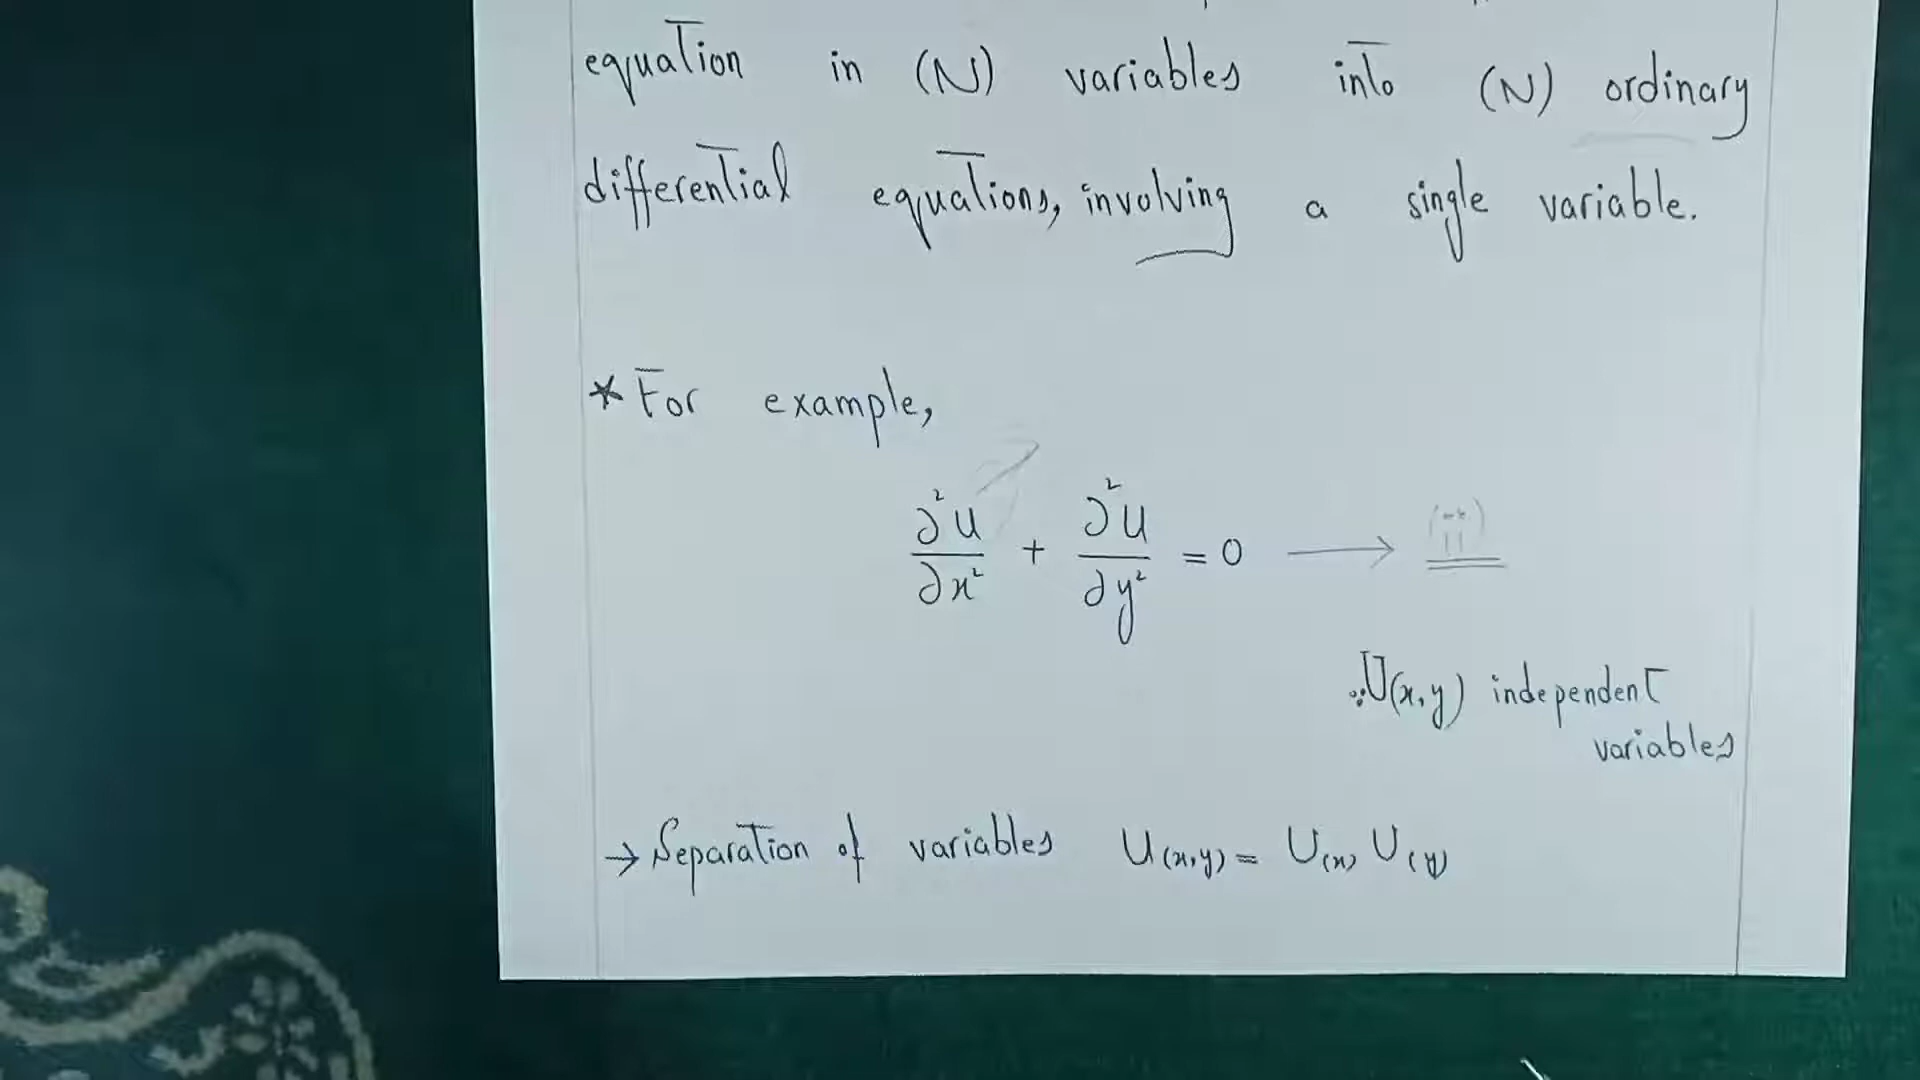 equation in (N) variables into (N) ordinary
differential equations, involving a single variable.
* For example,
∂²U/∂x² + ∂²U/∂y² = 0 →
∵ U(x,y) independent
variables
→ Separation of variables U(x,y) = U(x) U(y)